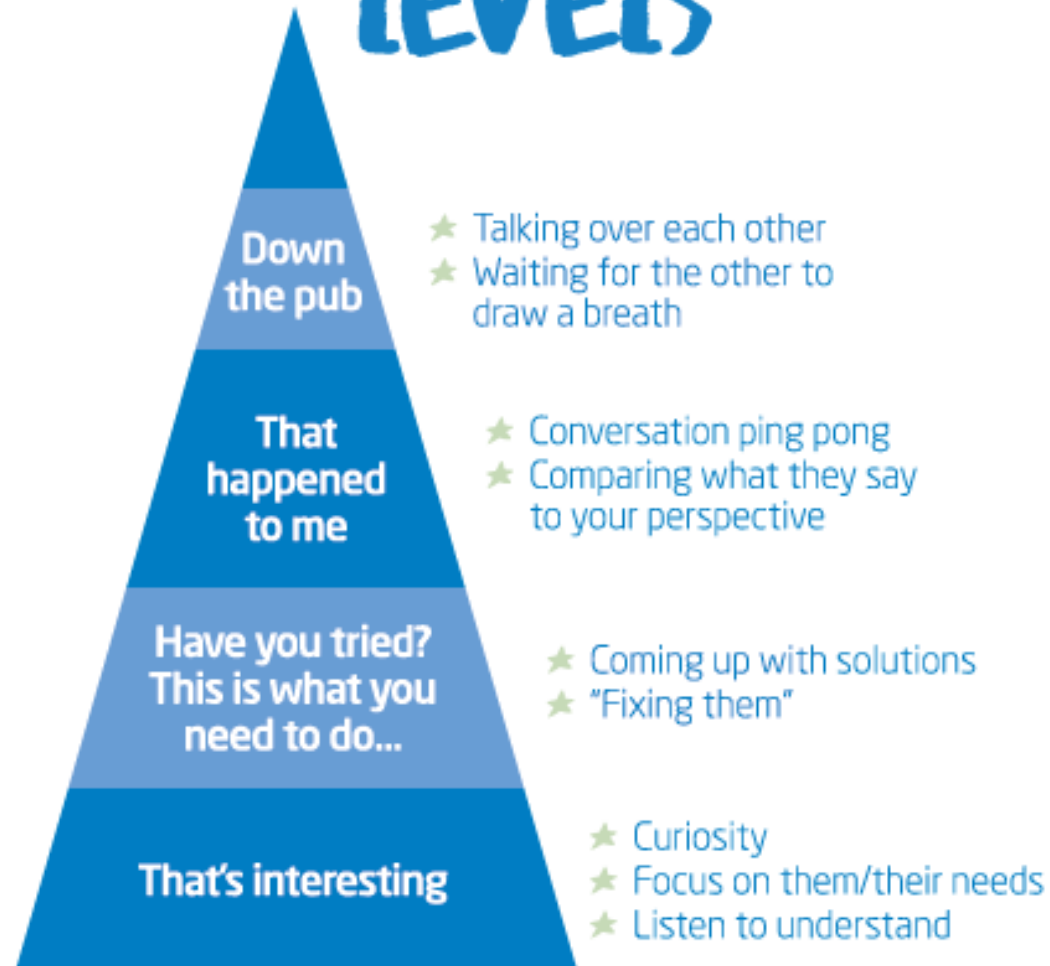 LEVELS
Down
the pub
★ Talking over each other
★ Waiting for the other to
draw a breath
That
happened
to me
★ Conversation ping pong
★ Comparing what they say
to your perspective
Have you tried?
This is what you
need to do...
★ Coming up with solutions
★ "Fixing them"
That's interesting
★ Curiosity
★ Focus on them/their needs
★ Listen to understand